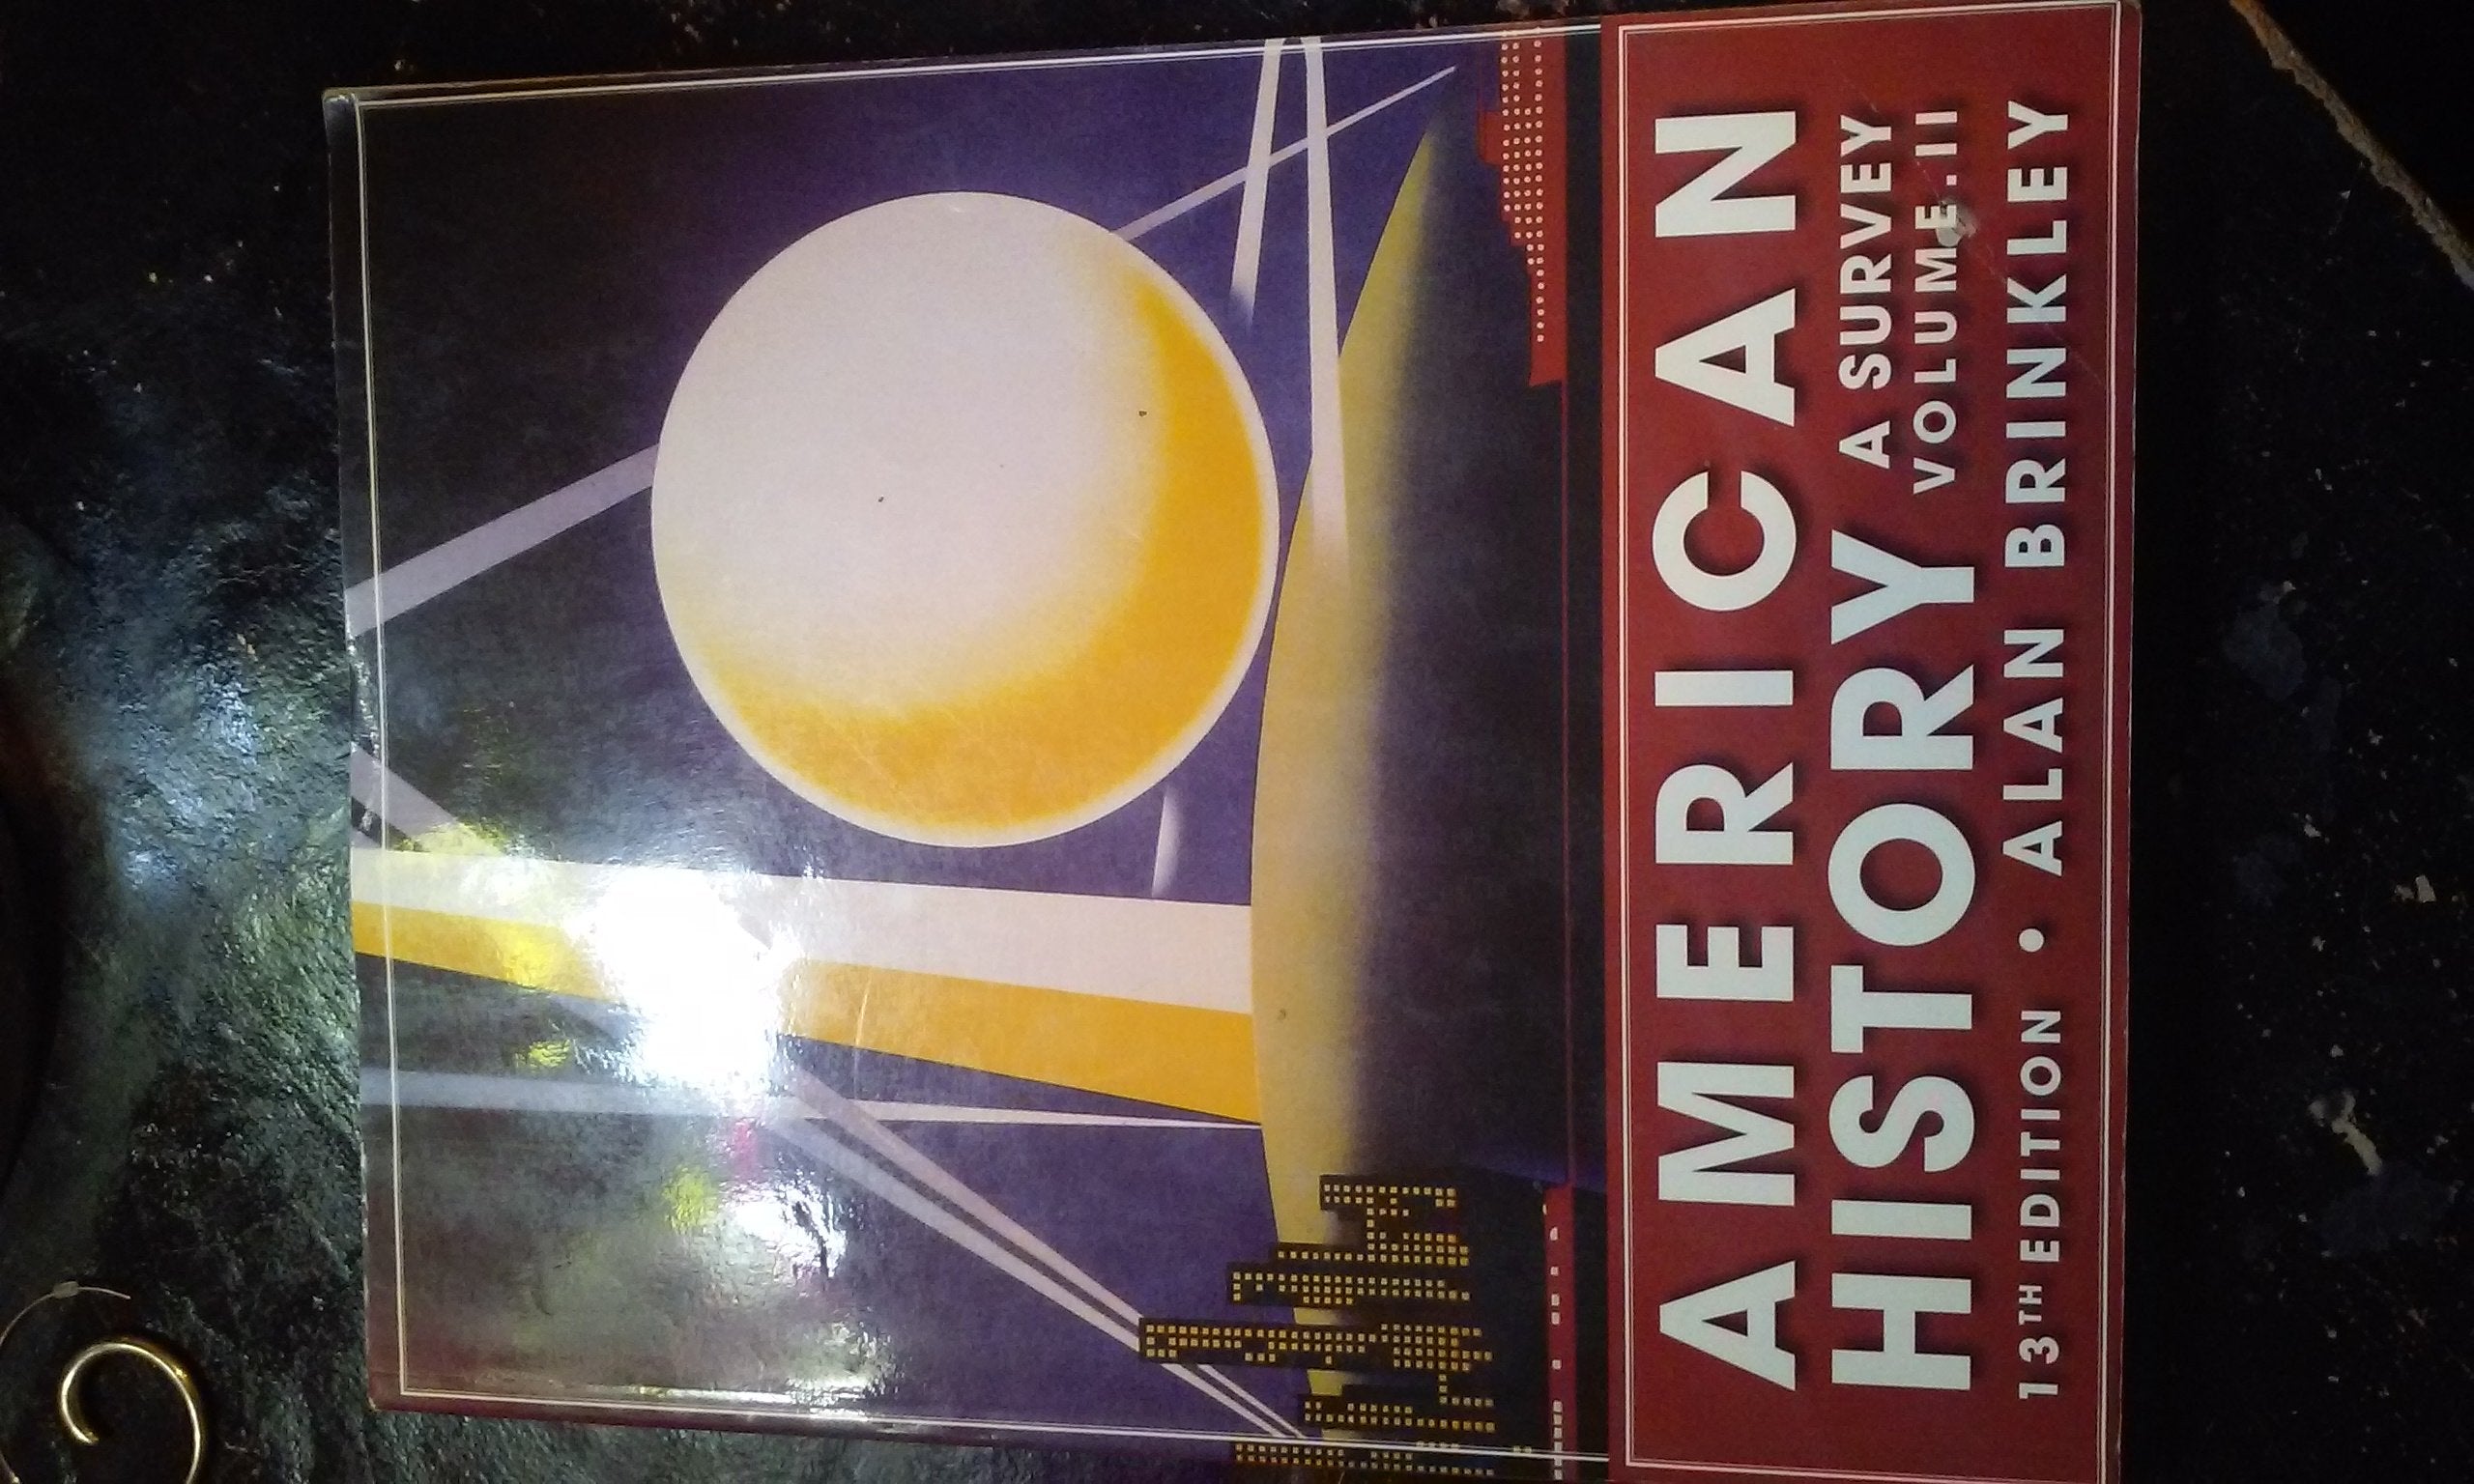 AMERICAN
HISTORY
A SURVEY
VOLUME.II
13TH EDITION • ALAN BRINKLEY